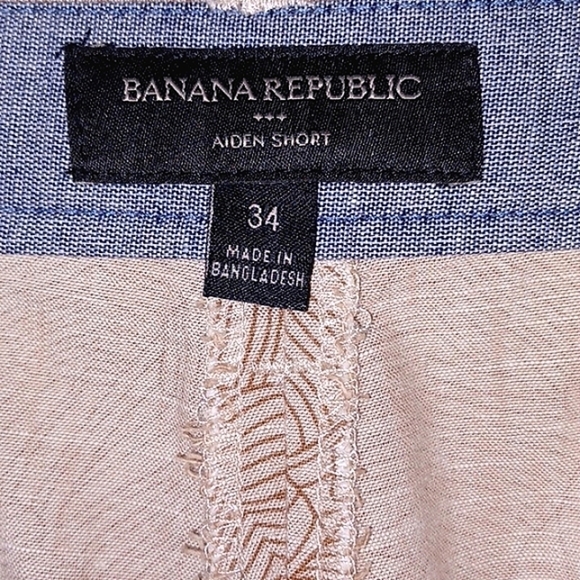 BANANA REPUBLIC
AIDEN SHORT
34
MADE IN
BANGLADESH